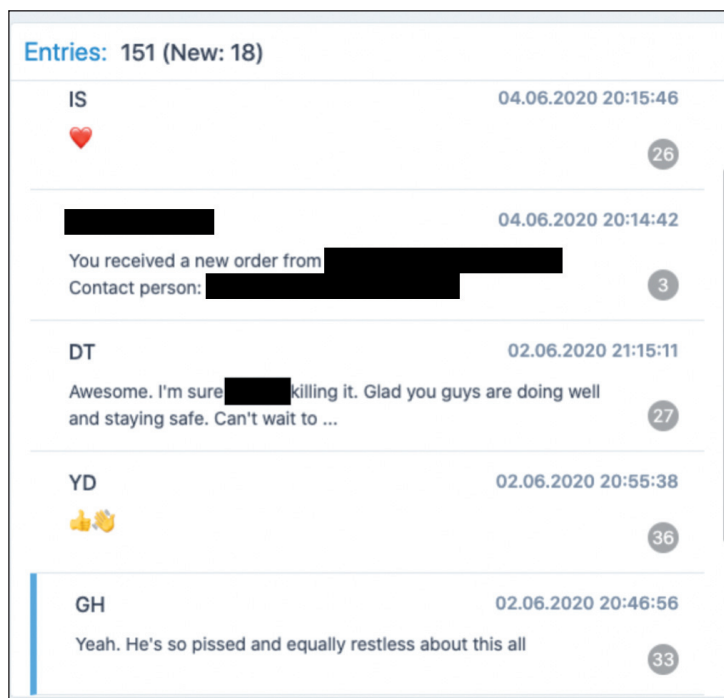 Entries: 151 (New: 18)
IS 04.06.2020 20:15:46
❤️
26
04.06.2020 20:14:42
You received a new order from
Contact person:
3
DT 02.06.2020 21:15:11
Awesome. I'm sure killing it. Glad you guys are doing well
and staying safe. Can't wait to ...
27
YD 02.06.2020 20:55:38
👍👏
36
GH 02.06.2020 20:46:56
Yeah. He's so pissed and equally restless about this all
33